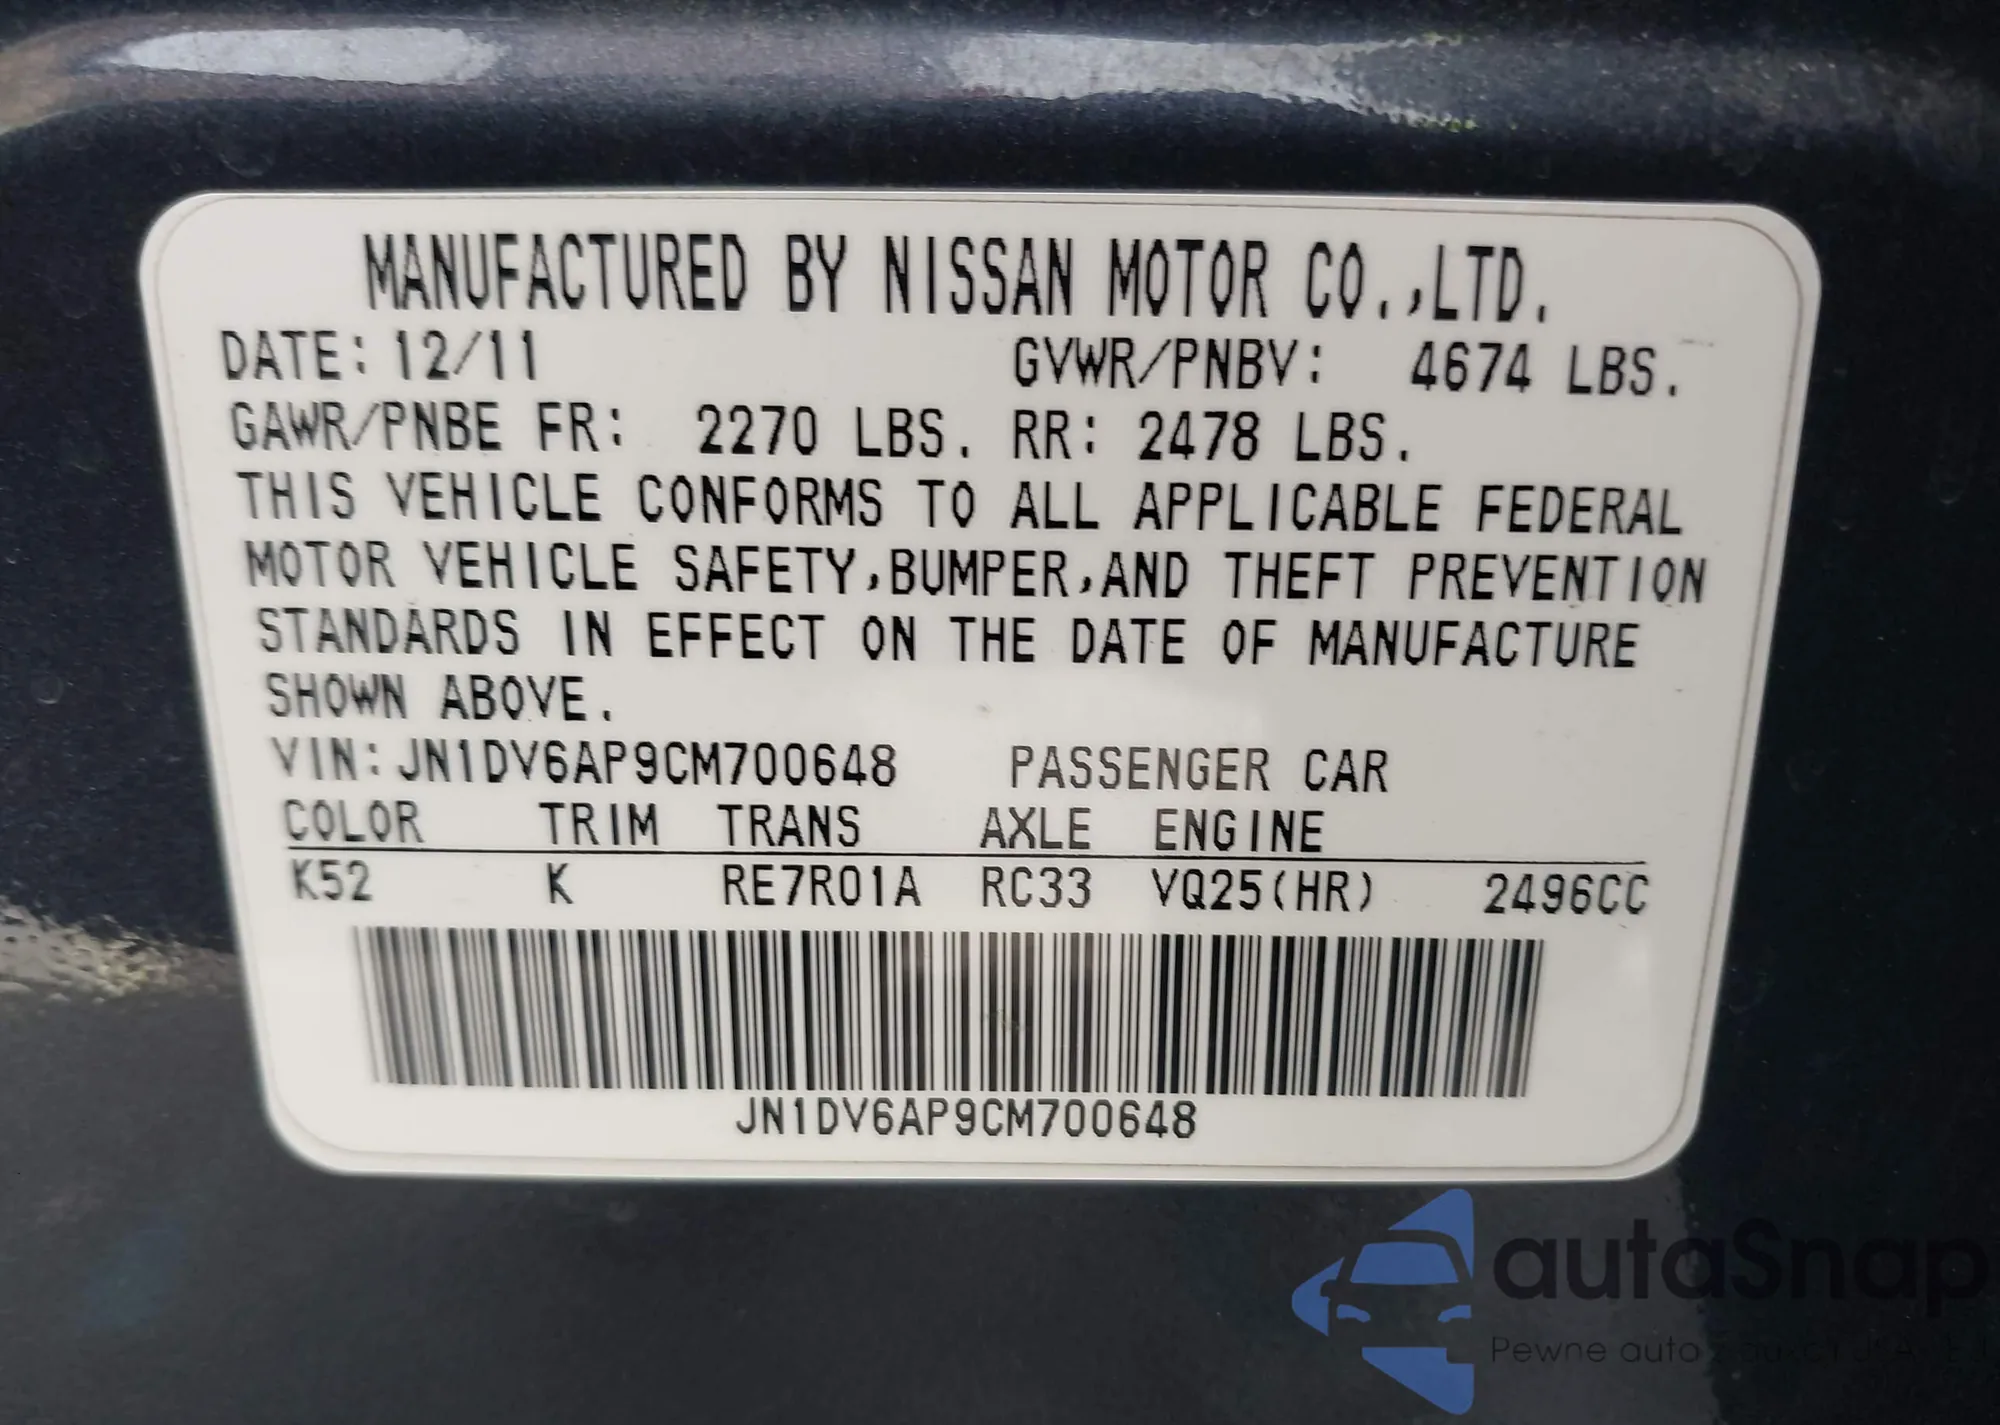 MANUFACTURED BY NISSAN MOTOR CO.,LTD.
DATE: 12/11 GVWR/PNBV: 4674 LBS.
GAWR/PNBE FR: 2270 LBS. RR: 2478 LBS.
THIS VEHICLE CONFORMS TO ALL APPLICABLE FEDERAL
MOTOR VEHICLE SAFETY,BUMPER,AND THEFT PREVENTION
STANDARDS IN EFFECT ON THE DATE OF MANUFACTURE
SHOWN ABOVE.
VIN:JN1DV6AP9CM700648 PASSENGER CAR
COLOR TRIM TRANS AXLE ENGINE
K52 K RE7R01A RC33 VQ25(HR) 2496CC
JN1DV6AP9CM700648
autaSnap
Pewne auto z